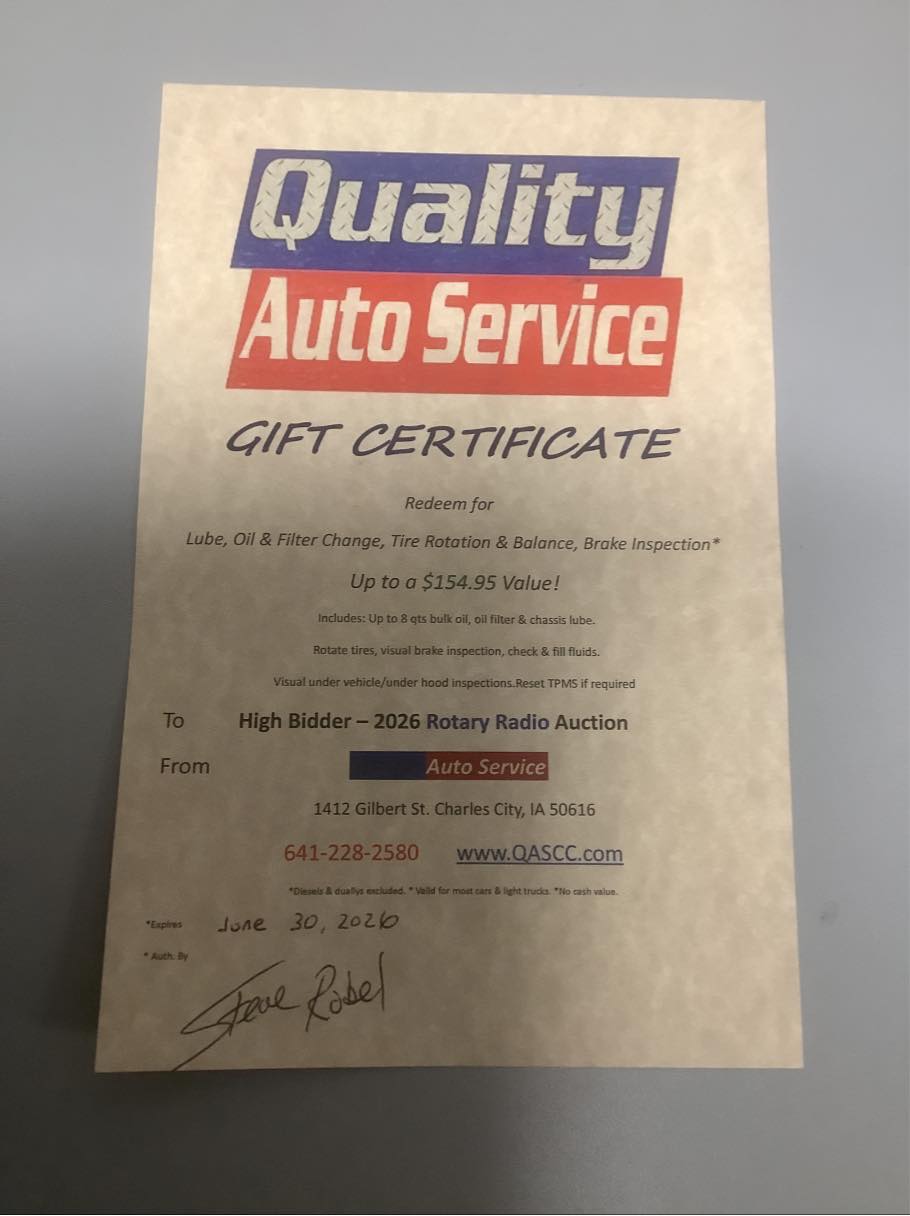 Quality
Auto Service
GIFT CERTIFICATE
Redeem for
Lube, Oil & Filter Change, Tire Rotation & Balance, Brake Inspection*
Up to a $154.95 Value!
Includes: Up to 8 qts bulk oil, oil filter & chassis lube.
Rotate tires, visual brake inspection, check & fill fluids.
Visual under vehicle/under hood inspections.Reset TPMS if required
To High Bidder – 2026 Rotary Radio Auction
From Auto Service
1412 Gilbert St. Charles City, IA 50616
641-228-2580 www.QASCC.com
*Diesels & duallys excluded. * Valid for most cars & light trucks. *No cash value.
*Expires June 30, 2026
* Auth. By
Steve Rabel